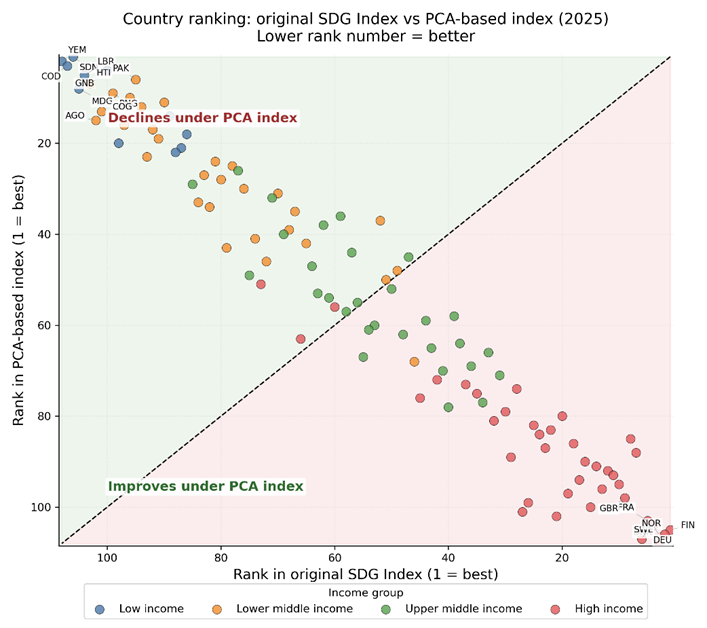 Country ranking: original SDG Index vs PCA-based index (2025)
Lower rank number = better
YEM
LBR
SDN
HTI
PAK
COD
GNB
MDG
COG
AGO
Declines under PCA index
20
40
60
80
100
Rank in PCA-based index (1 = best)
Improves under PCA index
GBR
FRA
NOR
FIN
DEU
100
80
60
40
20
Rank in original SDG Index (1 = best)
Income group
Low income
Lower middle income
Upper middle income
High income